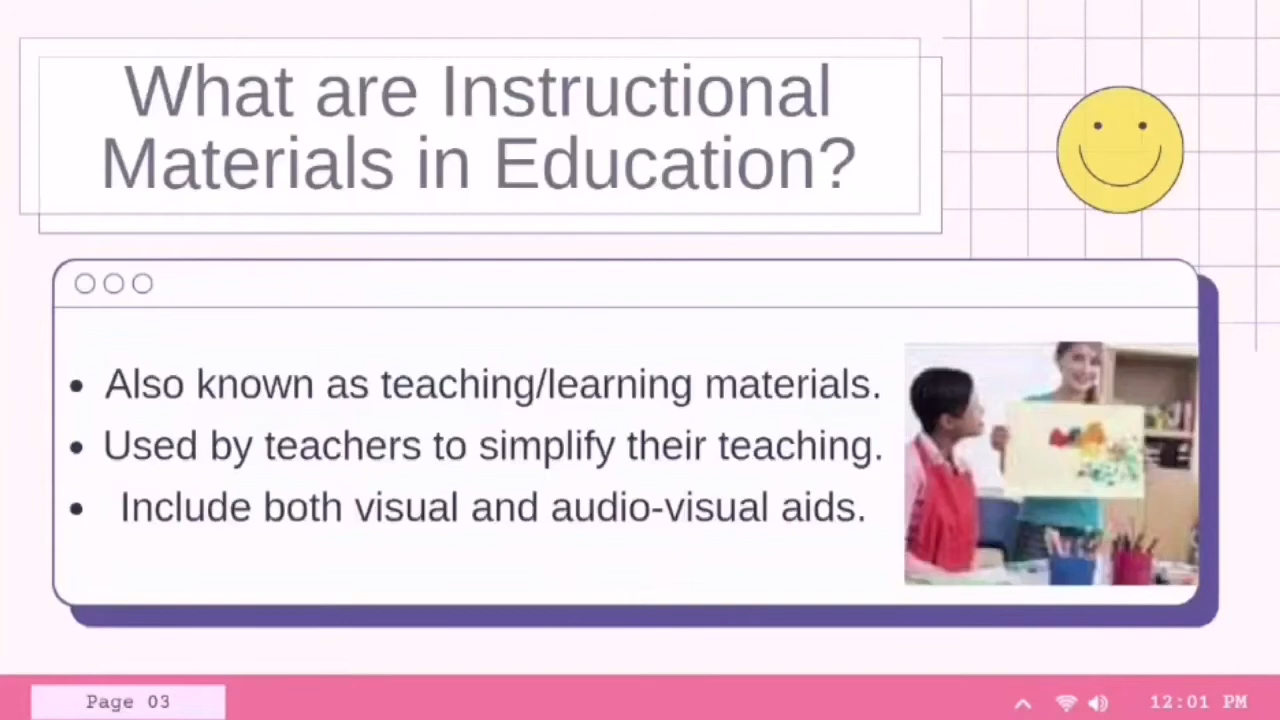 What are Instructional
Materials in Education?
• Also known as teaching/learning materials.
• Used by teachers to simplify their teaching.
• Include both visual and audio-visual aids.
Page 03
12:01 PM